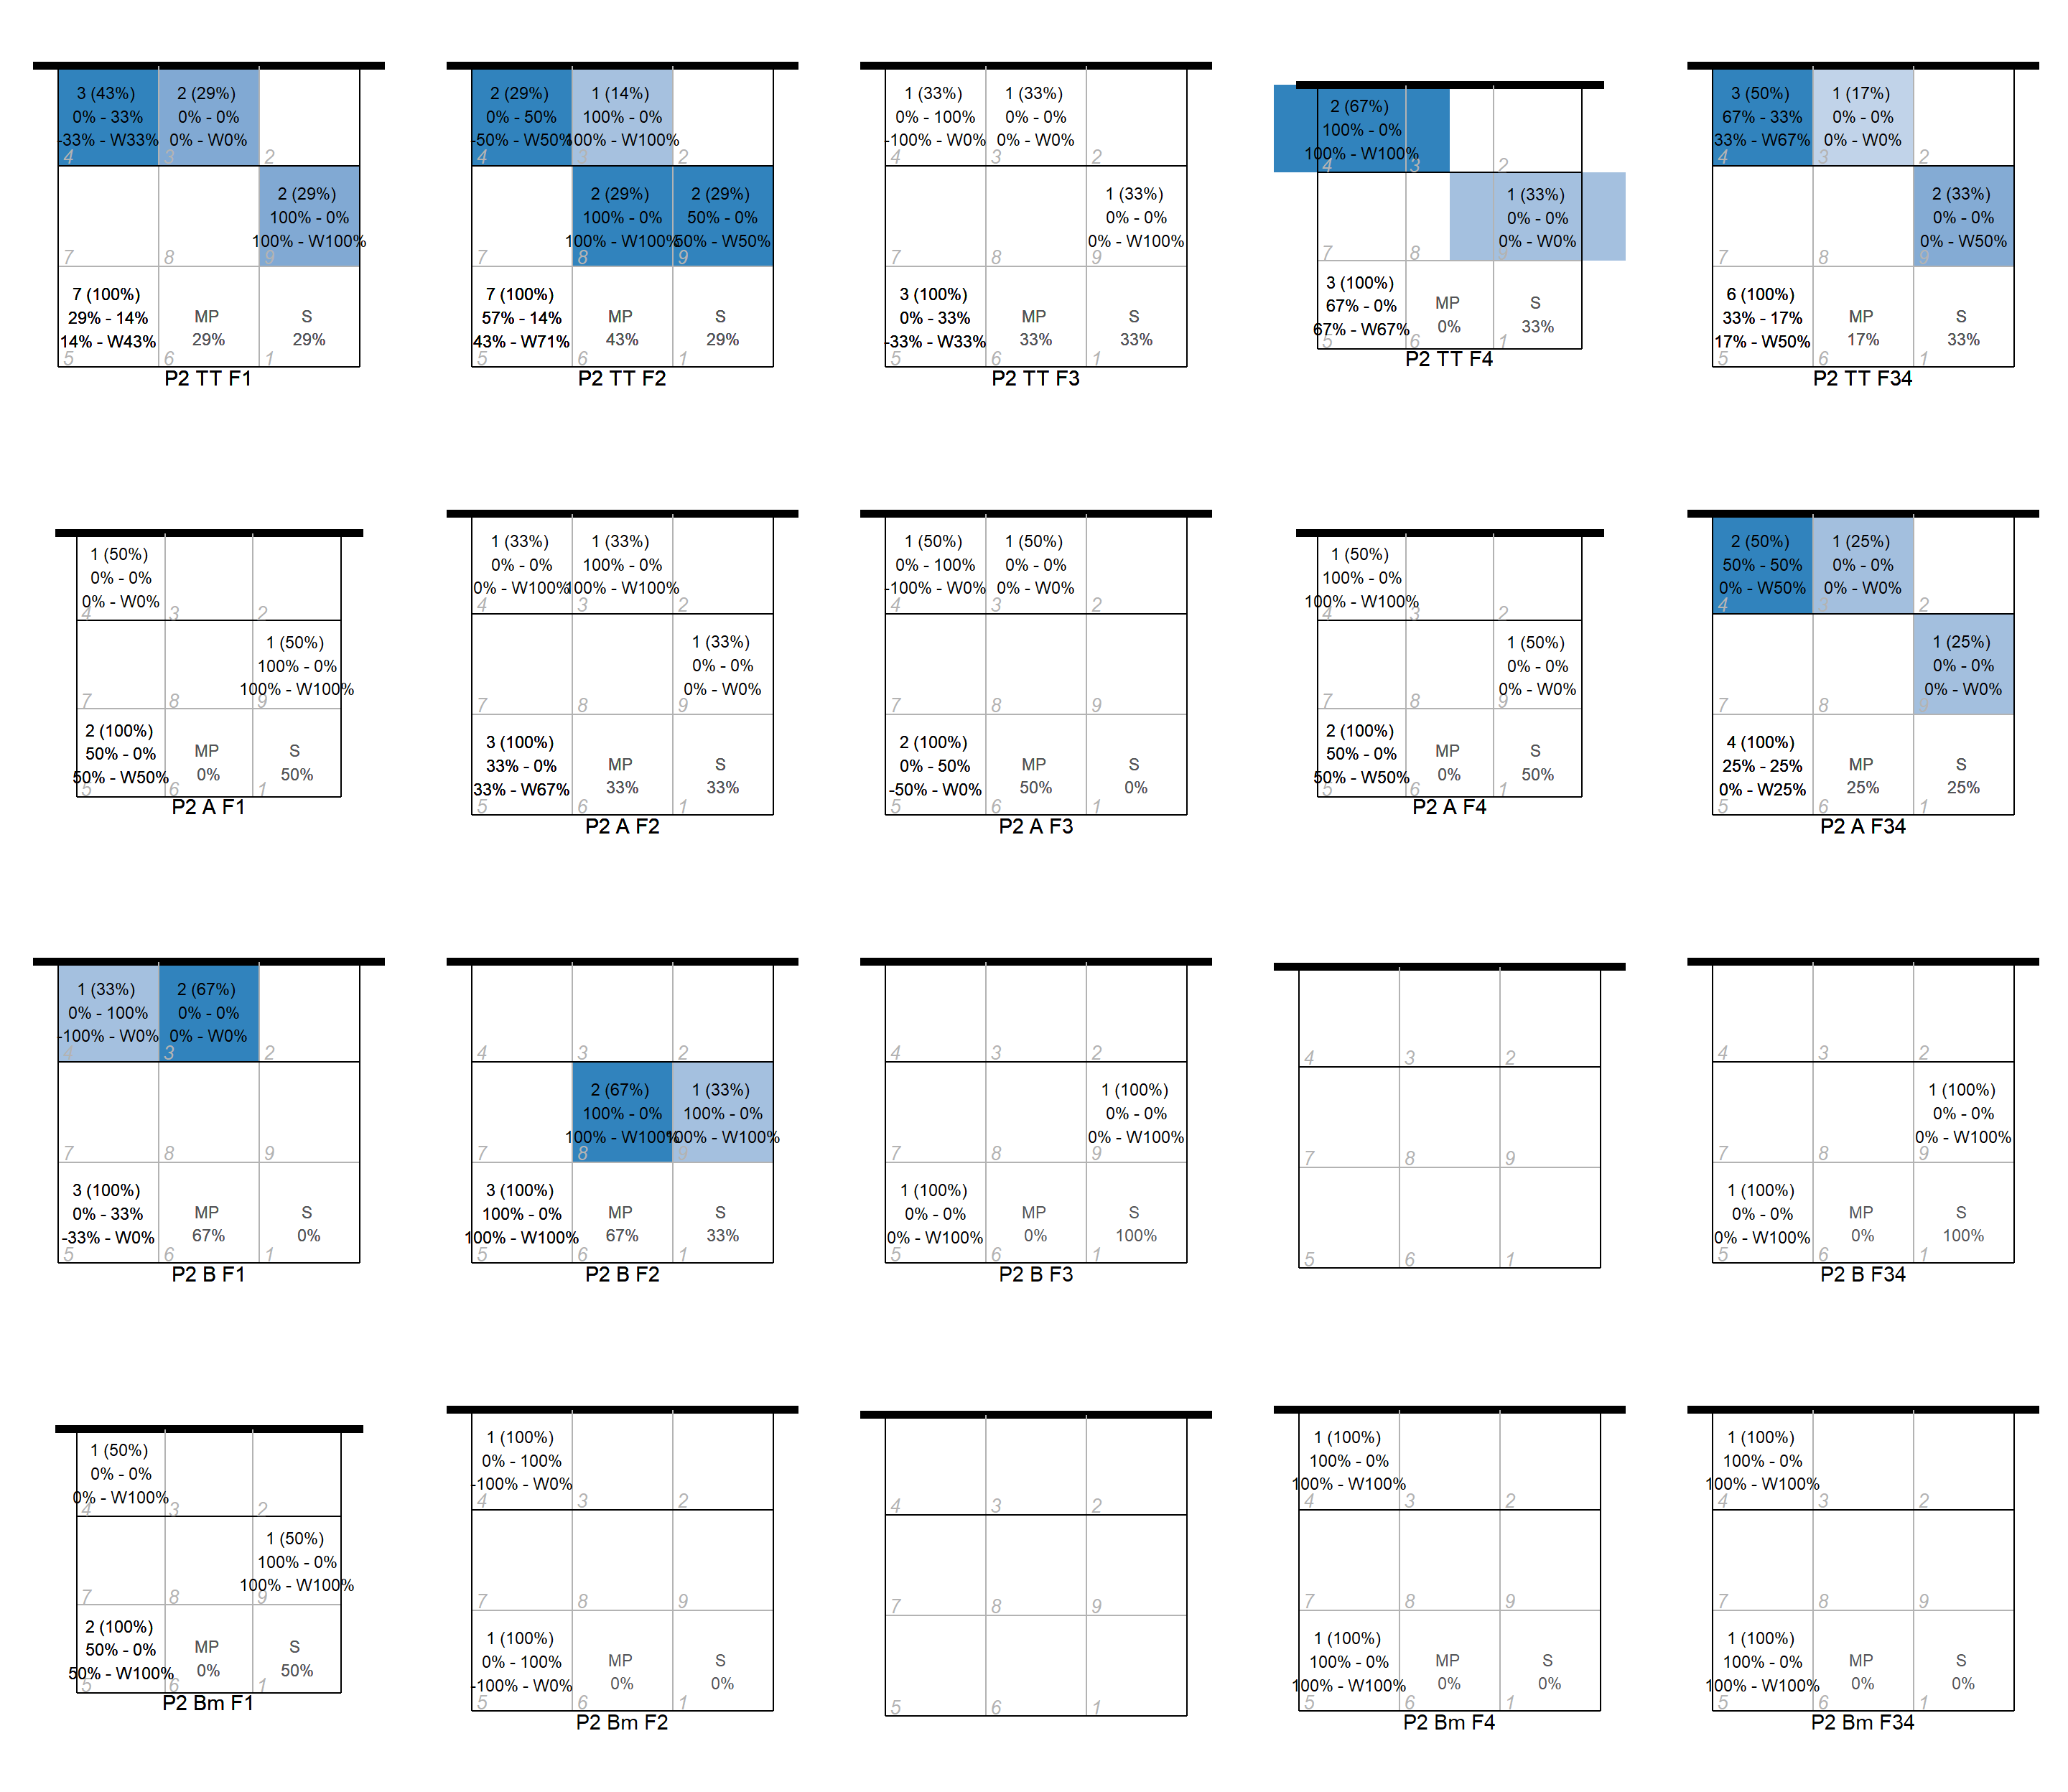 3 (43%)
0% - 33%
-33% - W33%
4
2 (29%)
0% - 0%
0% - W0%
3
2
7
8
2 (29%)
100% - 0%
100% - W100%
9
7 (100%)
29% - 14%
14% - W43%
5
MP
29%
6
S
29%
1
P2 TT F1
2 (29%)
0% - 50%
-50% - W50%
4
1 (14%)
100% - 0%
100% - W100%
3
2
7
2 (29%)
100% - 0%
100% - W100%
8
2 (29%)
50% - 0%
50% - W50%
9
7 (100%)
57% - 14%
43% - W71%
5
MP
43%
6
S
29%
1
P2 TT F2
1 (33%)
0% - 100%
-100% - W0%
4
1 (33%)
0% - 0%
0% - W0%
3
2
7
8
1 (33%)
0% - 0%
0% - W100%
9
3 (100%)
0% - 33%
-33% - W33%
5
MP
33%
6
S
33%
1
P2 TT F3
2 (67%)
100% - 0%
100% - W100%
4
3
2
7
8
1 (33%)
0% - 0%
0% - W0%
9
3 (100%)
67% - 0%
67% - W67%
5
MP
0%
6
S
33%
1
P2 TT F4
3 (50%)
67% - 33%
33% - W67%
4
1 (17%)
0% - 0%
0% - W0%
3
2
7
8
2 (33%)
0% - 0%
0% - W50%
9
6 (100%)
33% - 17%
17% - W50%
5
MP
17%
6
S
33%
1
P2 TT F34
1 (50%)
0% - 0%
0% - W0%
4
3
2
7
8
1 (50%)
100% - 0%
100% - W100%
9
2 (100%)
50% - 0%
50% - W50%
5
MP
0%
6
S
50%
1
P2 A F1
1 (33%)
0% - 0%
0% - W100%
4
1 (33%)
100% - 0%
100% - W100%
3
2
7
8
1 (33%)
0% - 0%
0% - W0%
9
3 (100%)
33% - 0%
33% - W67%
5
MP
33%
6
S
33%
1
P2 A F2
1 (50%)
0% - 100%
-100% - W0%
4
1 (50%)
0% - 0%
0% - W0%
3
2
7
8
9
2 (100%)
0% - 50%
-50% - W0%
5
MP
50%
6
S
0%
1
P2 A F3
1 (50%)
100% - 0%
100% - W100%
4
3
2
7
8
1 (50%)
0% - 0%
0% - W0%
9
2 (100%)
50% - 0%
50% - W50%
5
MP
0%
6
S
50%
1
P2 A F4
2 (50%)
50% - 50%
0% - W50%
4
1 (25%)
0% - 0%
0% - W0%
3
2
7
8
1 (25%)
0% - 0%
0% - W0%
9
4 (100%)
25% - 25%
0% - W25%
5
MP
25%
6
S
25%
1
P2 A F34
1 (33%)
0% - 100%
-100% - W0%
4
2 (67%)
0% - 0%
0% - W0%
3
2
7
8
9
3 (100%)
0% - 33%
-33% - W0%
5
MP
67%
6
S
0%
1
P2 B F1
4
3
2
7
2 (67%)
100% - 0%
100% - W100%
8
1 (33%)
100% - 0%
100% - W100%
9
3 (100%)
100% - 0%
100% - W100%
5
MP
67%
6
S
33%
1
P2 B F2
4
3
2
7
8
1 (100%)
0% - 0%
0% - W100%
9
1 (100%)
0% - 0%
0% - W100%
5
MP
0%
6
S
100%
1
P2 B F3
4
3
2
7
8
9
5
6
1
4
3
2
7
8
1 (100%)
0% - 0%
0% - W100%
9
1 (100%)
0% - 0%
0% - W100%
5
MP
0%
6
S
100%
1
P2 B F34
1 (50%)
0% - 0%
0% - W100%
4
3
2
7
8
1 (50%)
100% - 0%
100% - W100%
9
2 (100%)
50% - 0%
50% - W100%
5
MP
0%
6
S
50%
1
P2 Bm F1
1 (100%)
0% - 100%
-100% - W0%
4
3
2
7
8
9
1 (100%)
0% - 100%
-100% - W0%
5
MP
0%
6
S
0%
1
P2 Bm F2
4
3
2
7
8
9
5
6
1
1 (100%)
100% - 0%
100% - W100%
4
3
2
7
8
9
1 (100%)
100% - 0%
100% - W100%
5
MP
0%
6
S
0%
1
P2 Bm F4
1 (100%)
100% - 0%
100% - W100%
4
3
2
7
8
9
1 (100%)
100% - 0%
100% - W100%
5
MP
0%
6
S
0%
1
P2 Bm F34